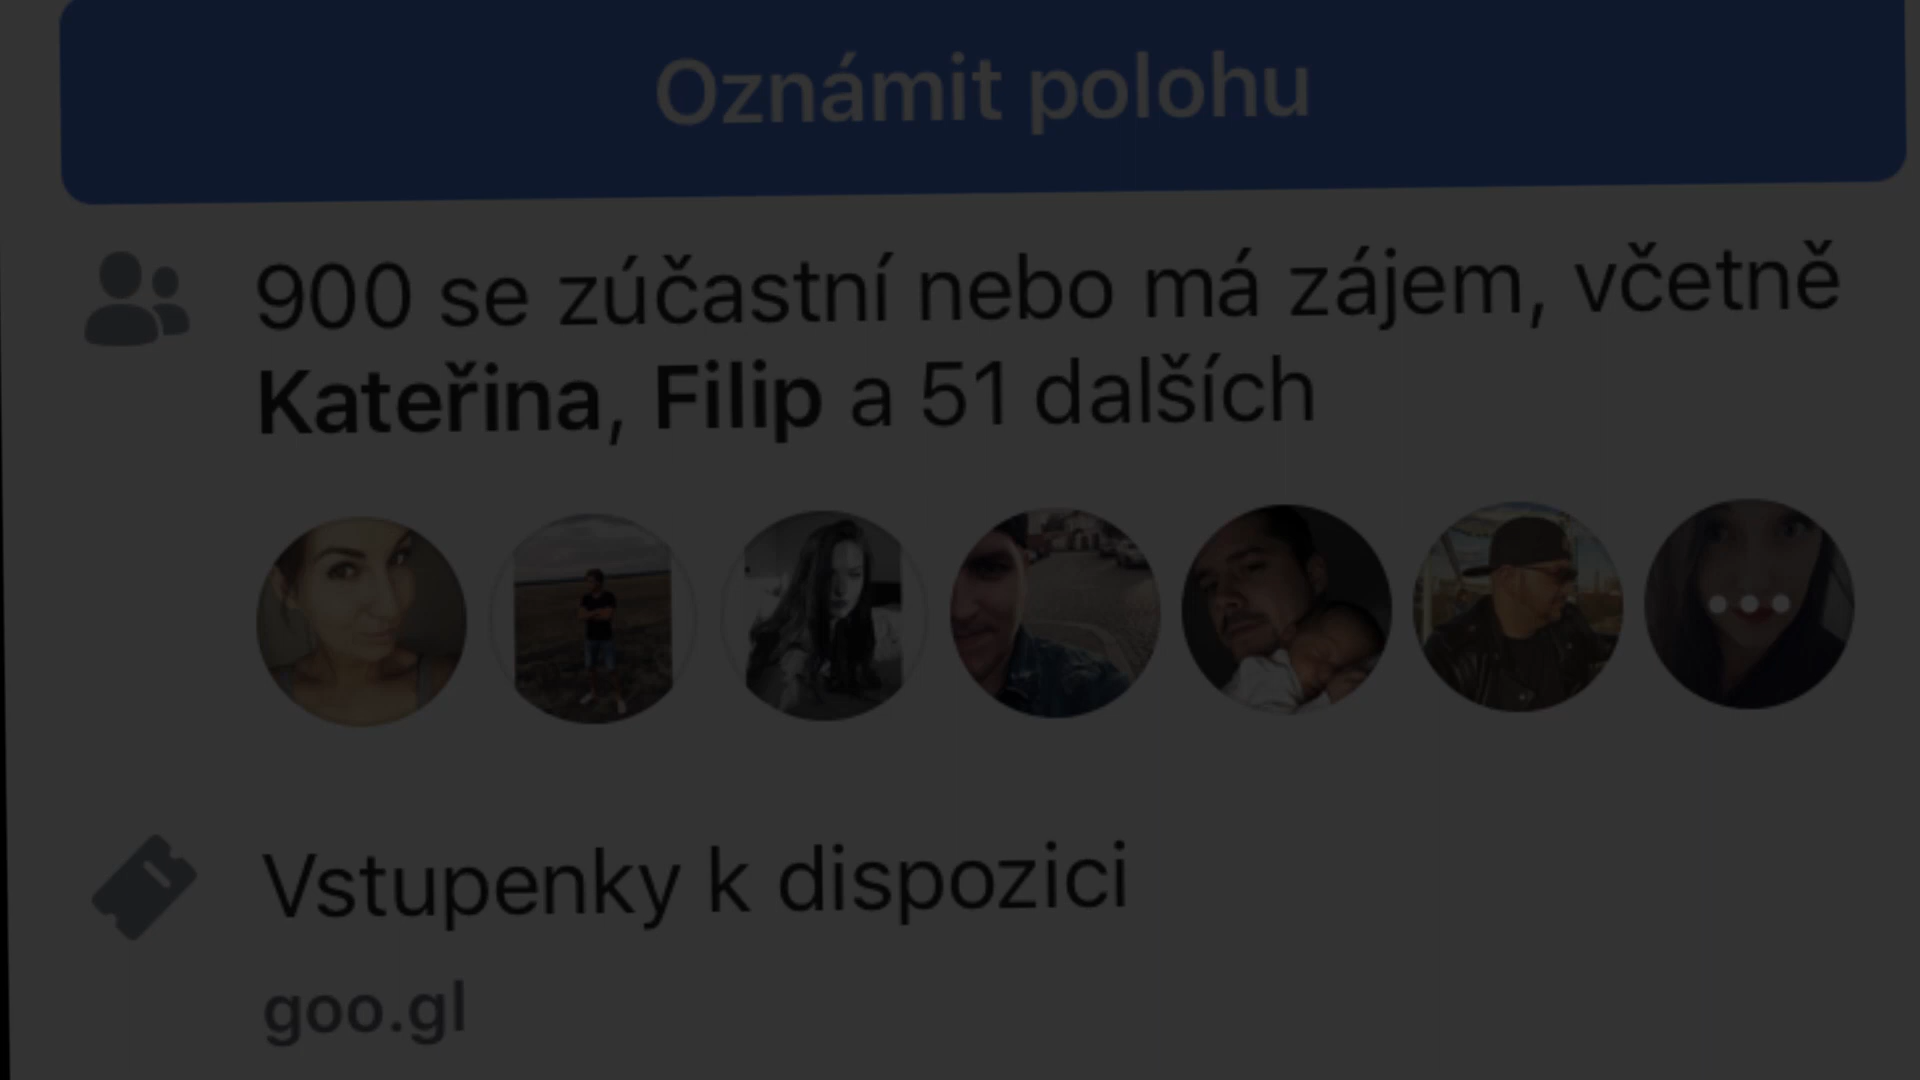 Oznámit polohu
900 se zúčastní nebo má zájem, včetně
Kateřina, Filip a 51 dalších
Vstupenky k dispozici
goo.gl